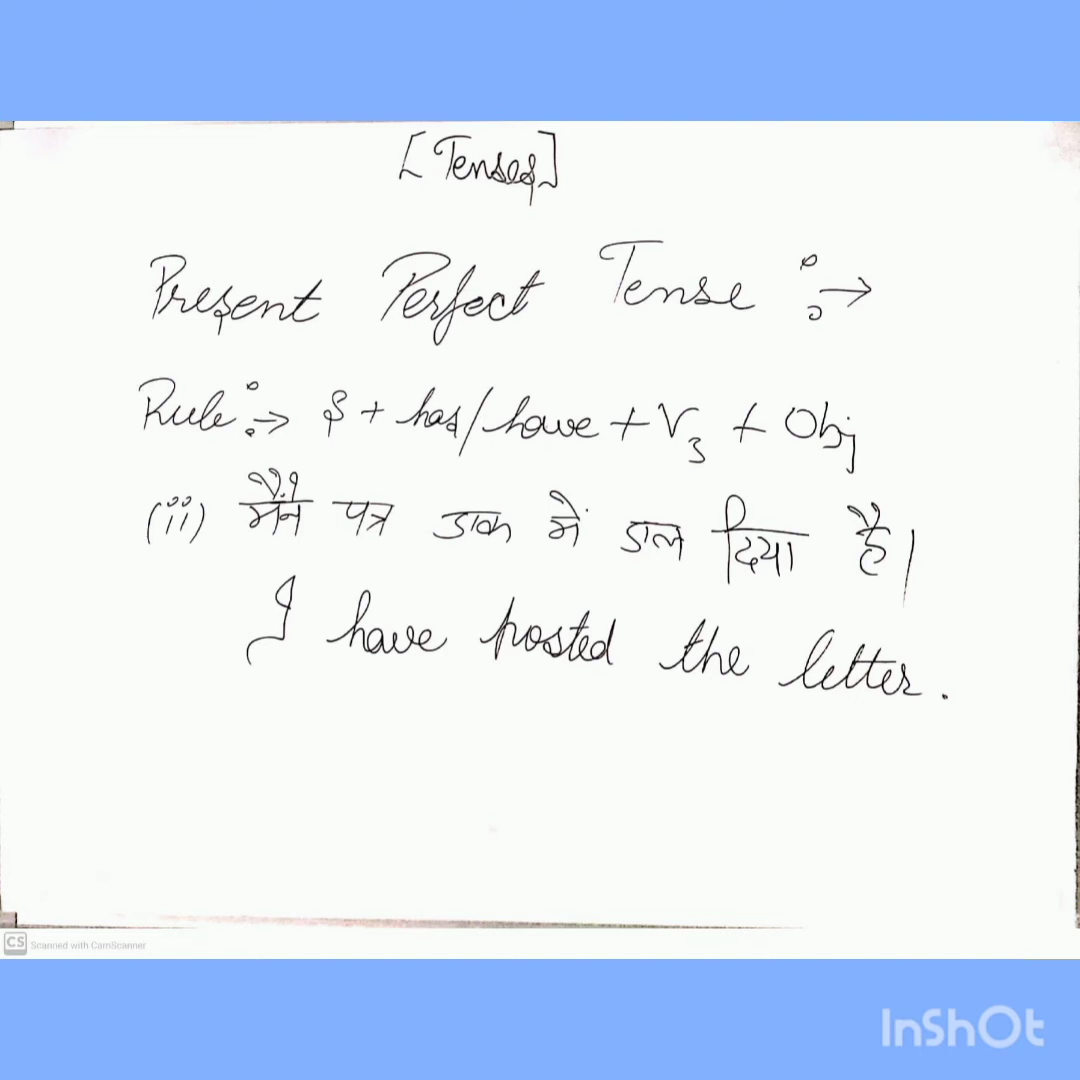 [Tenses]
Present Perfect Tense :→
Rule :→ S + has/have + V₃ + Obj
(ii) मैंने पत्र डाक में डाल दिया है।
I have posted the letter.
CS Scanned with CamScanner
InShOt